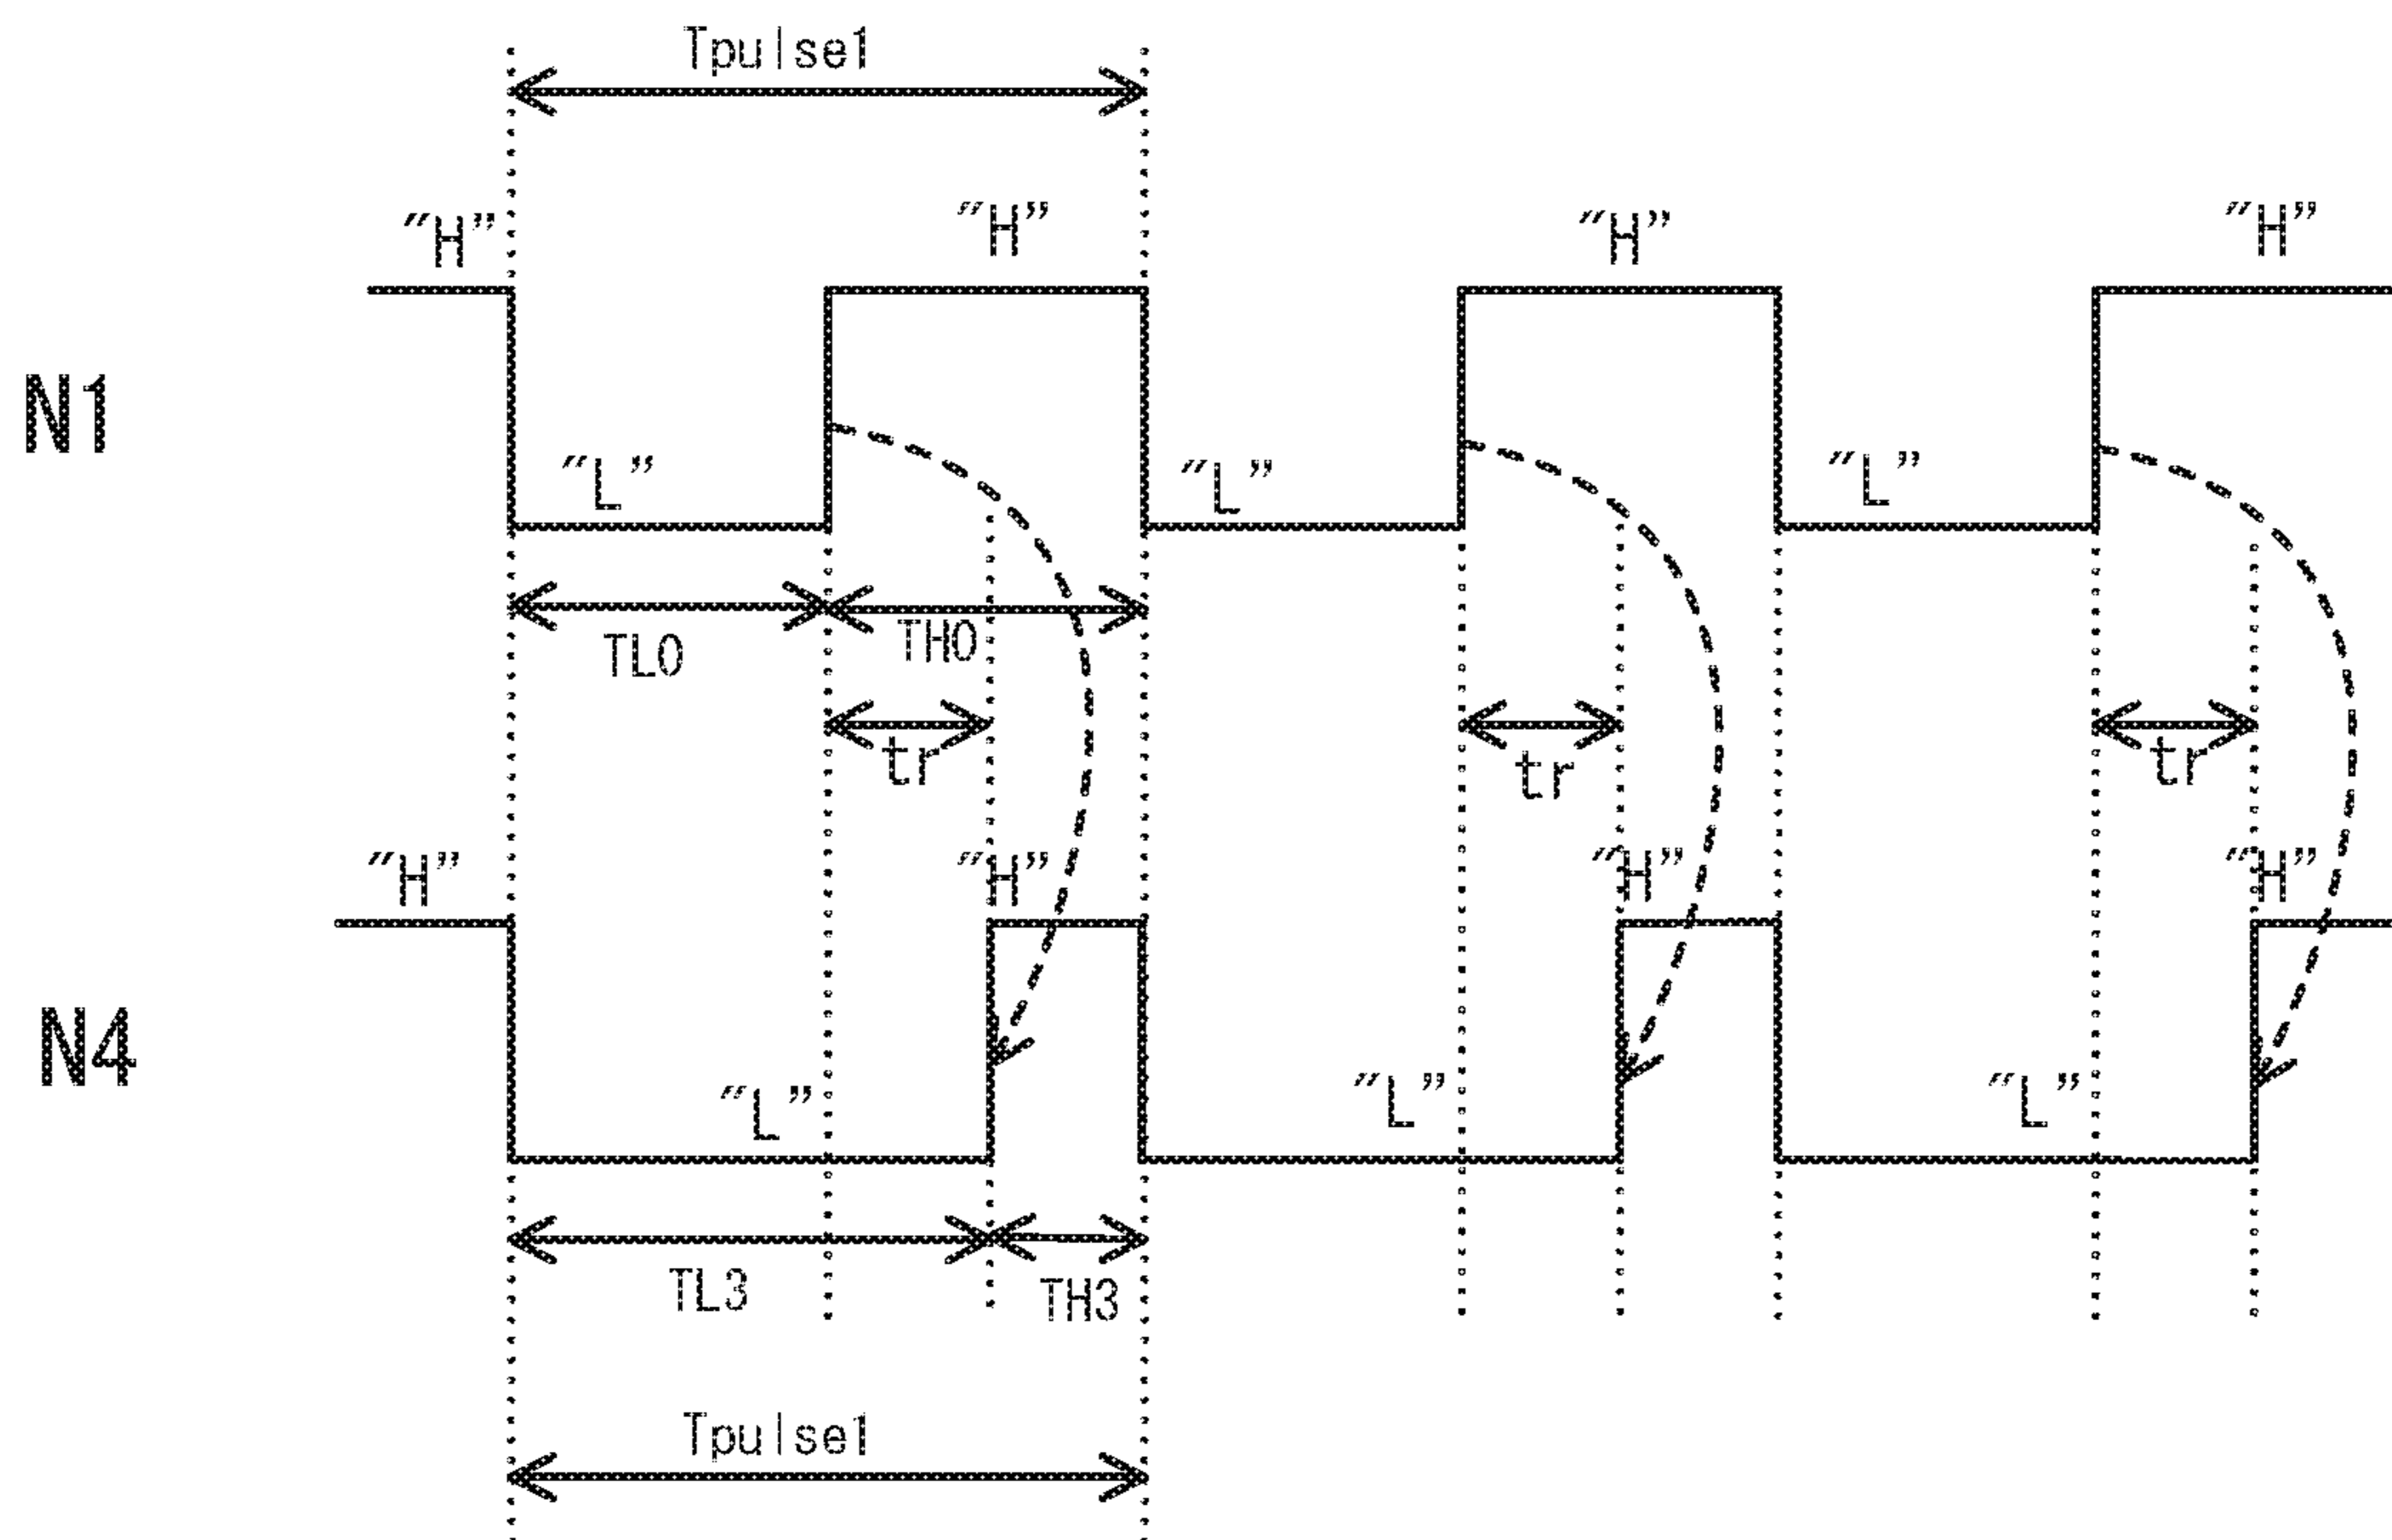 Tpulse1
"H" "H" "H" "H"
N1
"L" "L" "L"
TL0 TH0
tr tr tr
"H" "H" "H" "H"
N4
"L" "L" "L"
TL3 TH3
Tpulse1